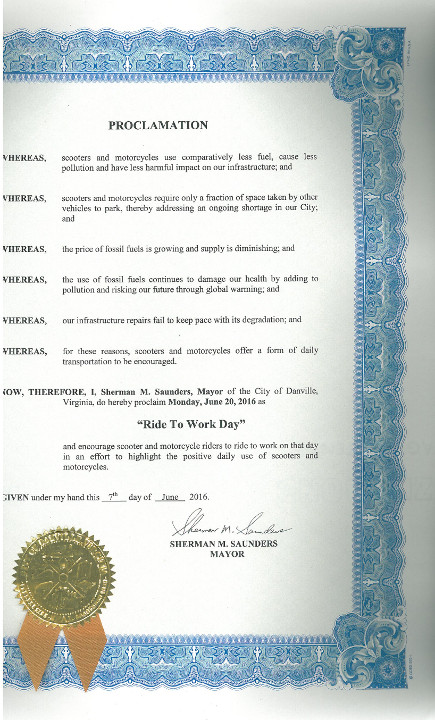 PROCLAMATION
WHEREAS, scooters and motorcycles use comparatively less fuel, cause less
pollution and have less harmful impact on our infrastructure; and
WHEREAS, scooters and motorcycles require only a fraction of space taken by other
vehicles to park, thereby addressing an ongoing shortage in our City;
and
WHEREAS, the price of fossil fuels is growing and supply is diminishing; and
WHEREAS, the use of fossil fuels continues to damage our health by adding to
pollution and risking our future through global warming; and
WHEREAS, our infrastructure repairs fail to keep pace with its degradation; and
WHEREAS, for these reasons, scooters and motorcycles offer a form of daily
transportation to be encouraged.
NOW, THEREFORE, I, Sherman M. Saunders, Mayor of the City of Danville,
Virginia, do hereby proclaim Monday, June 20, 2016 as
“Ride To Work Day”
and encourage scooter and motorcycle riders to ride to work on that day
in an effort to highlight the positive daily use of scooters and
motorcycles.
GIVEN under my hand this 7th day of June 2016.
Sherman M. Saunders
SHERMAN M. SAUNDERS
MAYOR